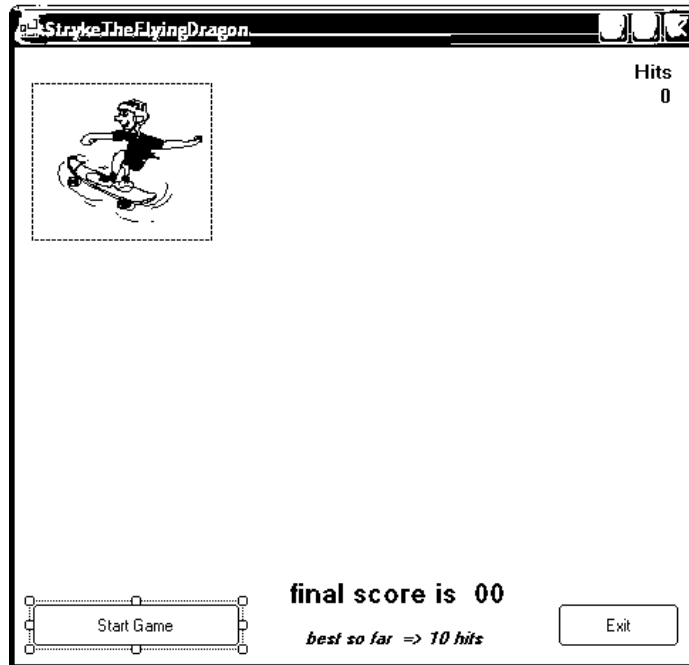 StrykeTheFlyingDragon
Hits
0
final score is 00
Start Game
best so far => 10 hits
Exit